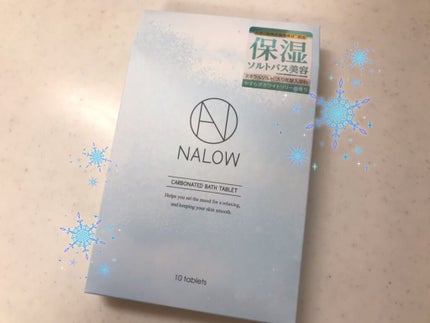 保湿
ソルトバス美容
NALOW
CARBONATED BATH TABLET
Helps you set the mood for a relaxing,
and keeping your skin smooth.
10 tablets